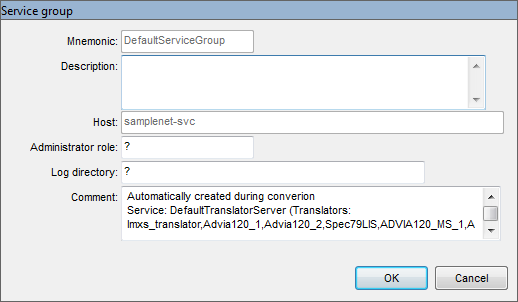 Service group
Mnemonic: DefaultServiceGroup
Description:
Host: samplenet-svc
Administrator role: ?
Log directory: ?
Comment: Automatically created during converion
Service: DefaultTranslatorServer (Translators:
lmxs_translator,Advia120_1,Advia120_2,Spec79LIS,ADVIA120_MS_1,A
OK Cancel